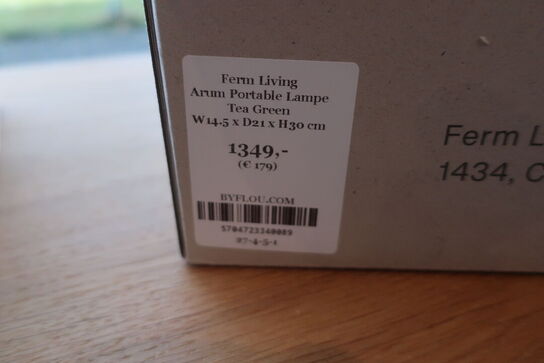 Ferm Living
Arum Portable Lampe
Tea Green
W14.5 x D21 x H30 cm
1349,-
(€ 179)
BYFLOU.COM
5704723340089
Ferm L
1434, C